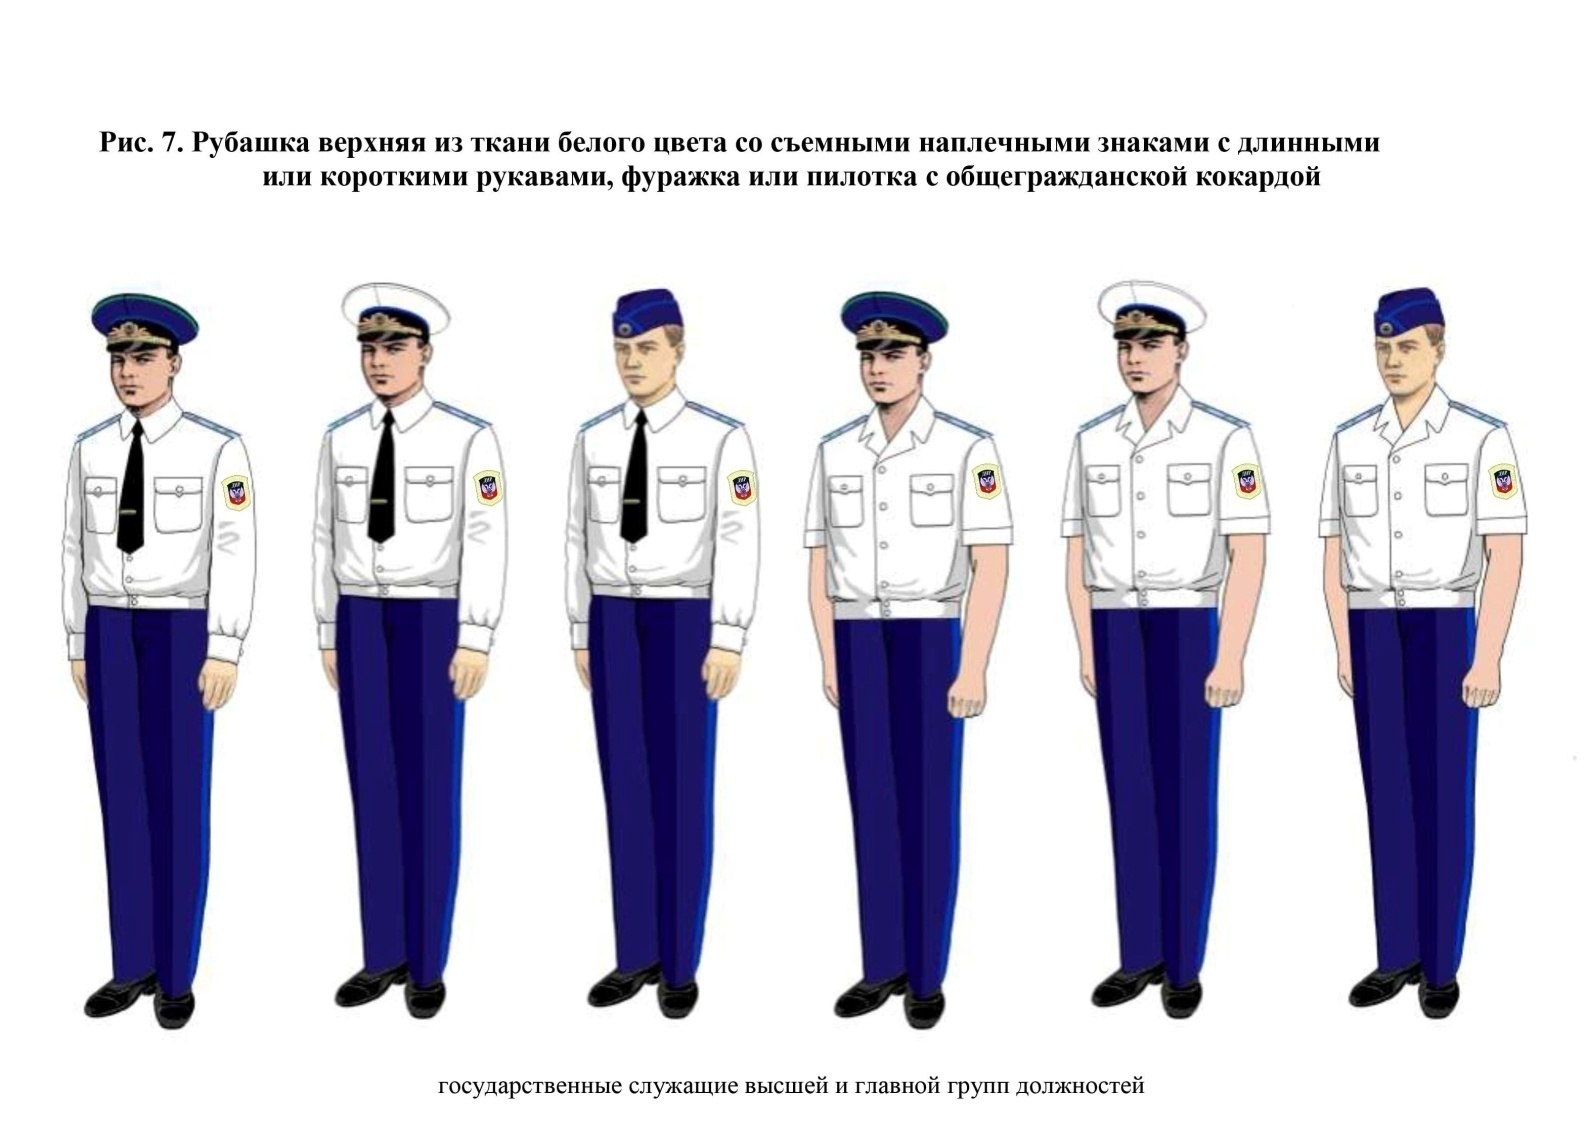 Рис. 7. Рубашка верхняя из ткани белого цвета со съемными наплечными знаками с длинными
или короткими рукавами, фуражка или пилотка с общегражданской кокардой
государственные служащие высшей и главной групп должностей